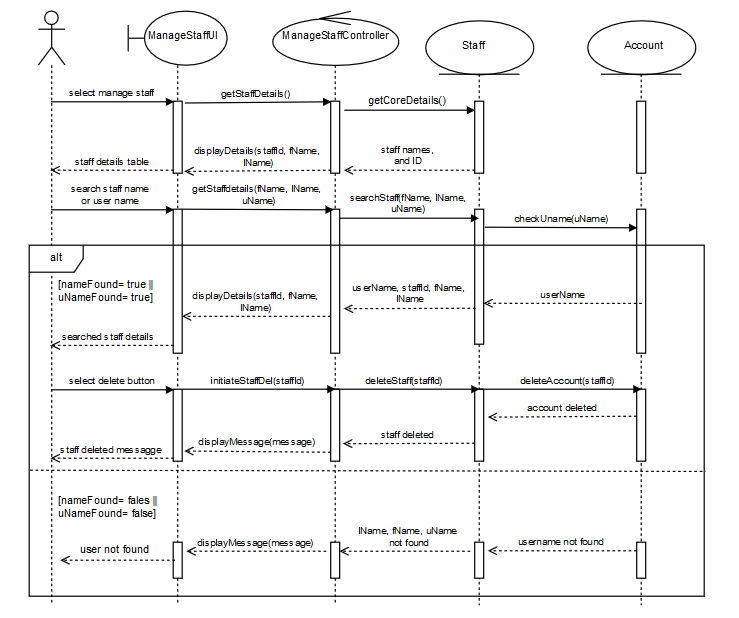 ManageStaffUI
ManageStaffController
Staff
Account
select manage staff
getStaffDetails()
getCoreDetails()
staff details table
displayDetails(staffId, fName,
lName)
staff names,
and ID
search staff name
or user name
getStaffdetails(fName, lName,
uName)
searchStaff(fName, lName,
uName)
checkUname(uName)
alt
[nameFound= true ||
uNameFound= true]
displayDetails(staffId, fName,
lName)
userName, staffId, fName,
lName
userName
searched staff details
select delete button
initiateStaffDel(staffId)
deleteStaff(staffId)
deleteAccount(staffId)
account deleted
staff deleted
displayMessage(message)
staff deleted messagge
[nameFound= fales ||
uNameFound= false]
user not found
displayMessage(message)
lName, fName, uName
not found
username not found